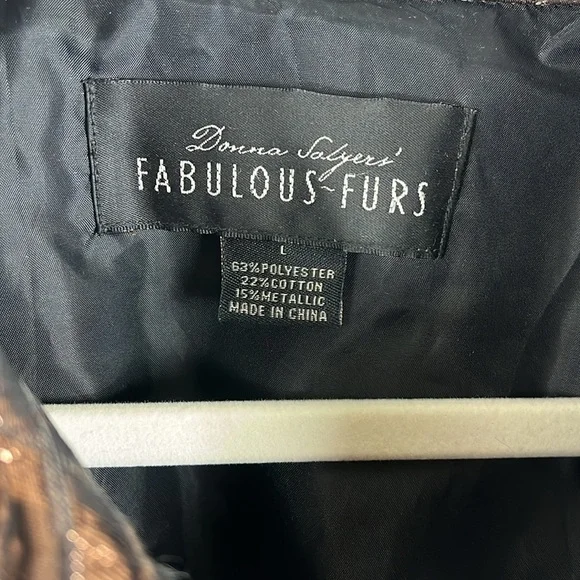 Donna Salyers'
FABULOUS~FURS
L
63%POLYESTER
22%COTTON
15%METALLIC
MADE IN CHINA